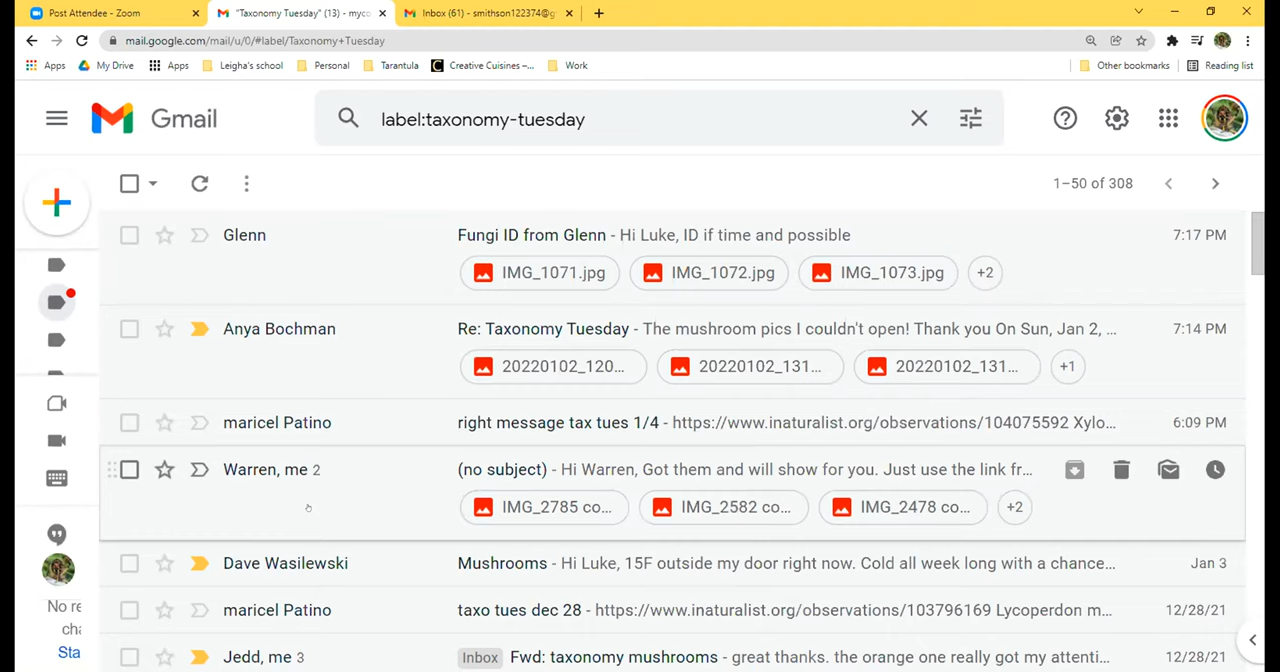 Post Attendee - Zoom
"Taxonomy Tuesday" (13) - myco
Inbox (61) - smithson122374@g
mail.google.com/mail/u/0/#label/Taxonomy+Tuesday
Apps My Drive Apps Leigha's school Personal Tarantula Creative Cuisines –... Work Other bookmarks Reading list
Gmail
label:taxonomy-tuesday
1–50 of 308
Glenn Fungi ID from Glenn - Hi Luke, ID if time and possible 7:17 PM
IMG_1071.jpg IMG_1072.jpg IMG_1073.jpg +2
Anya Bochman Re: Taxonomy Tuesday - The mushroom pics I couldn't open! Thank you On Sun, Jan 2, ... 7:14 PM
20220102_120... 20220102_131... 20220102_131... +1
maricel Patino right message tax tues 1/4 - https://www.inaturalist.org/observations/104075592 Xylo... 6:09 PM
Warren, me 2 (no subject) - Hi Warren, Got them and will show for you. Just use the link fr...
IMG_2785 co... IMG_2582 co... IMG_2478 co... +2
Dave Wasilewski Mushrooms - Hi Luke, 15F outside my door right now. Cold all week long with a chance... Jan 3
maricel Patino taxo tues dec 28 - https://www.inaturalist.org/observations/103796169 Lycoperdon m... 12/28/21
No re
cha
Sta
Jedd, me 3 Inbox Fwd: taxonomy mushrooms - great thanks. the orange one really got my attenti... 12/28/21